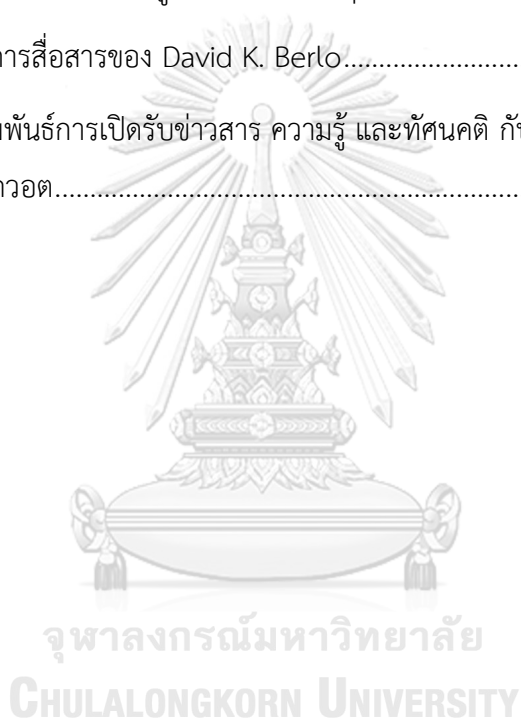 การสื่อสารของ David K. Berlo
พันธ์การเปิดรับข่าวสาร ความรู้ และทัศนคติ
วอต
จุฬาลงกรณ์มหาวิทยาลัย
CHULALONGKORN UNIVERSITY